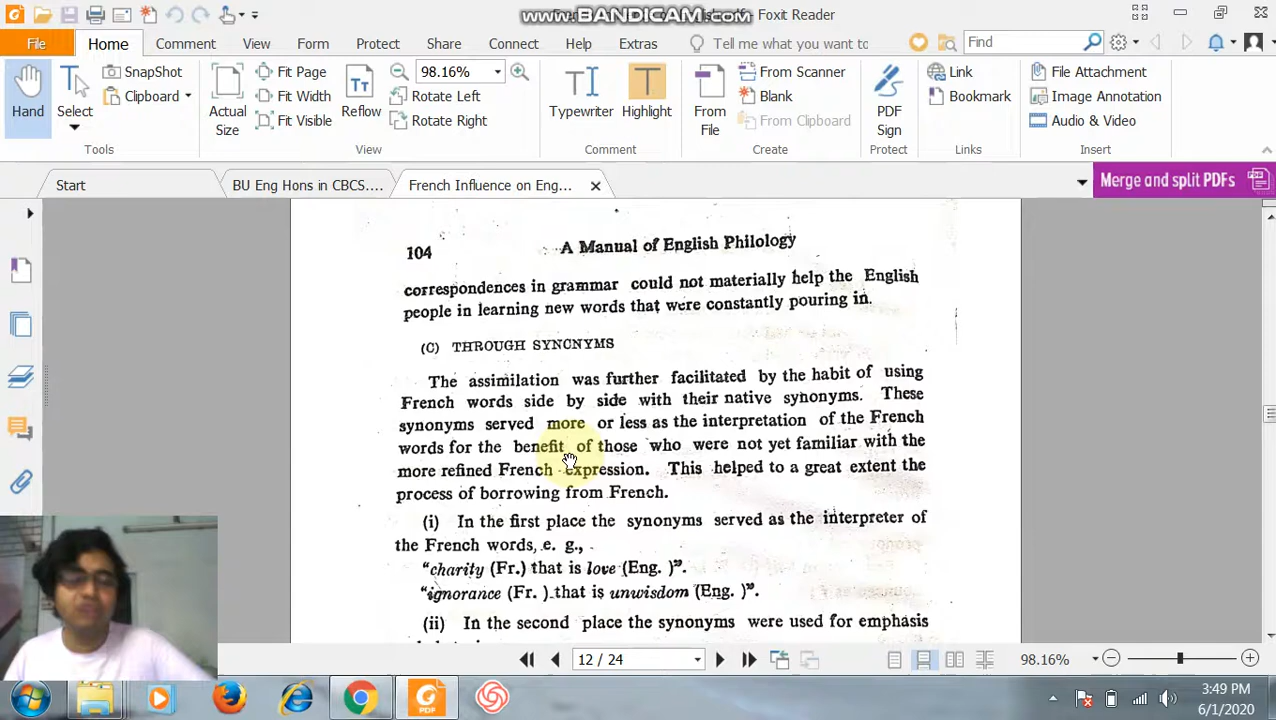 www.BANDICAM.com
Foxit Reader
File Home Comment View Form Protect Share Connect Help Extras Tell me what you want to Find
Hand
Select
SnapShot
Clipboard
Actual Size
Fit Page
Fit Width
Fit Visible
Reflow
98.16%
Rotate Left
Rotate Right
Typewriter
Highlight
From File
From Scanner
Blank
From Clipboard
PDF Sign
Link
Bookmark
File Attachment
Image Annotation
Audio & Video
Tools View Comment Create Protect Links Insert
Start BU Eng Hons in CBCS.... French Influence on Eng... Merge and split PDFs
104 A Manual of English Philology
correspondences in grammar could not materially help the English
people in learning new words that were constantly pouring in.
(C) THROUGH SYNONYMS
The assimilation was further facilitated by the habit of using
French words side by side with their native synonyms. These
synonyms served more or less as the interpretation of the French
words for the benefit of those who were not yet familiar with the
more refined French expression. This helped to a great extent the
process of borrowing from French.
(i) In the first place the synonyms served as the interpreter of
the French words, e. g.,
"charity (Fr.) that is love (Eng. )".
"ignorance (Fr. ) that is unwisdom (Eng. )".
(ii) In the second place the synonyms were used for emphasis
12 / 24 98.16%
PDF
3:49 PM
6/1/2020